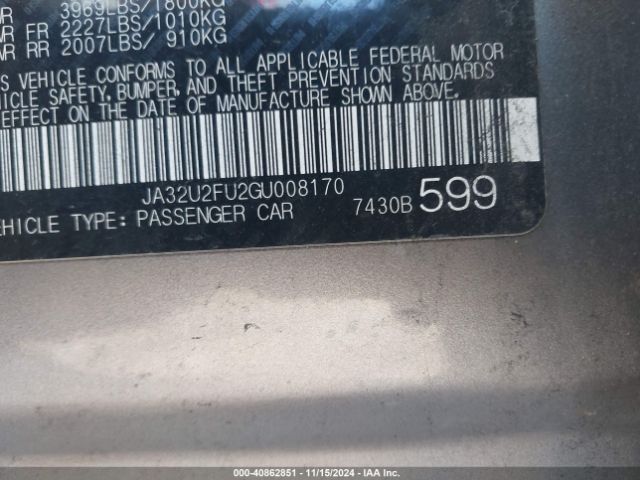 3969LBS/1800KG
FR 2227LBS/1010KG
RR 2007LBS/ 910KG
VEHICLE CONFORMS TO ALL APPLICABLE FEDERAL MOTOR
SAFETY, BUMPER, AND THEFT PREVENTION STANDARDS
EFFECT ON THE DATE OF MANUFACTURE SHOWN ABOVE.
JA32U2FU2GU008170
TYPE: PASSENGER CAR 7430B 599
000-40862851 - 11/15/2024 - IAA Inc.